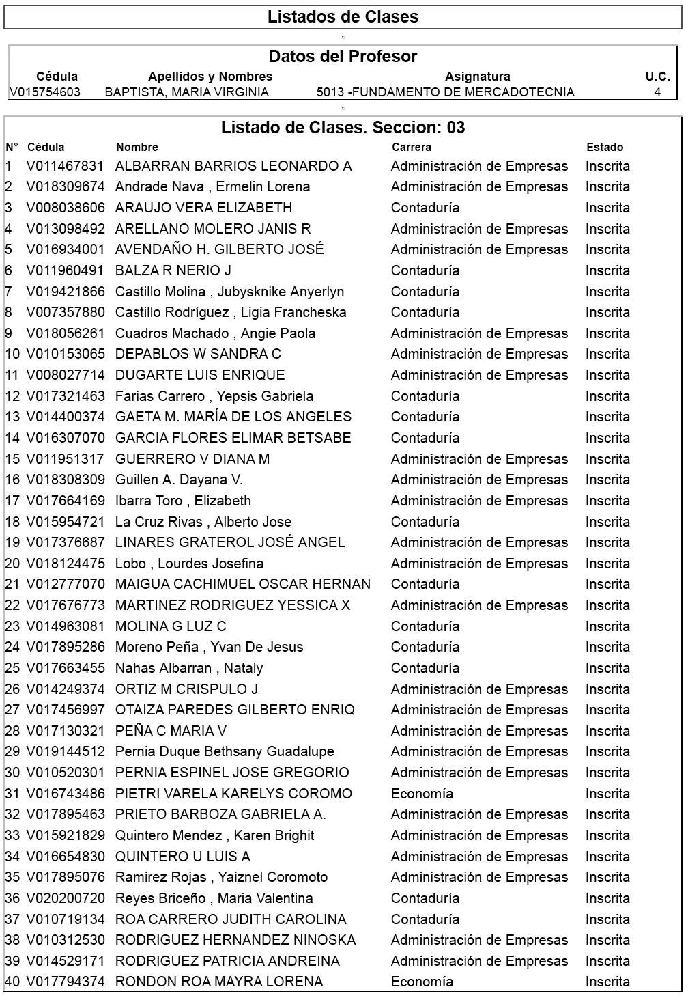 Listados de Clases
Datos del Profesor
Cédula Apellidos y Nombres Asignatura U.C.
V015754603 BAPTISTA, MARIA VIRGINIA 5013 -FUNDAMENTO DE MERCADOTECNIA 4
Listado de Clases. Seccion: 03
N° Cédula Nombre Carrera Estado
1 V011467831 ALBARRAN BARRIOS LEONARDO A Administración de Empresas Inscrita
2 V018309674 Andrade Nava , Ermelin Lorena Administración de Empresas Inscrita
3 V008038606 ARAUJO VERA ELIZABETH Contaduría Inscrita
4 V013098492 ARELLANO MOLERO JANIS R Administración de Empresas Inscrita
5 V016934001 AVENDAÑO H. GILBERTO JOSÉ Administración de Empresas Inscrita
6 V011960491 BALZA R NERIO J Contaduría Inscrita
7 V019421866 Castillo Molina , Jubysknike Anyerlyn Contaduría Inscrita
8 V007357880 Castillo Rodríguez , Ligia Francheska Contaduría Inscrita
9 V018056261 Cuadros Machado , Angie Paola Administración de Empresas Inscrita
10 V010153065 DEPABLOS W SANDRA C Administración de Empresas Inscrita
11 V008027714 DUGARTE LUIS ENRIQUE Administración de Empresas Inscrita
12 V017321463 Farias Carrero , Yepsis Gabriela Contaduría Inscrita
13 V014400374 GAETA M. MARÍA DE LOS ANGELES Contaduría Inscrita
14 V016307070 GARCIA FLORES ELIMAR BETSABE Contaduría Inscrita
15 V011951317 GUERRERO V DIANA M Administración de Empresas Inscrita
16 V018308309 Guillen A. Dayana V. Administración de Empresas Inscrita
17 V017664169 Ibarra Toro , Elizabeth Administración de Empresas Inscrita
18 V015954721 La Cruz Rivas , Alberto Jose Contaduría Inscrita
19 V017376687 LINARES GRATEROL JOSÉ ANGEL Administración de Empresas Inscrita
20 V018124475 Lobo , Lourdes Josefina Administración de Empresas Inscrita
21 V012777070 MAIGUA CACHIMUEL OSCAR HERNAN Contaduría Inscrita
22 V017676773 MARTINEZ RODRIGUEZ YESSICA X Administración de Empresas Inscrita
23 V014963081 MOLINA G LUZ C Contaduría Inscrita
24 V017895286 Moreno Peña , Yvan De Jesus Contaduría Inscrita
25 V017663455 Nahas Albarran , Nataly Contaduría Inscrita
26 V014249374 ORTIZ M CRISPULO J Administración de Empresas Inscrita
27 V017456997 OTAIZA PAREDES GILBERTO ENRIQ Administración de Empresas Inscrita
28 V017130321 PEÑA C MARIA V Administración de Empresas Inscrita
29 V019144512 Pernia Duque Bethsany Guadalupe Administración de Empresas Inscrita
30 V010520301 PERNIA ESPINEL JOSE GREGORIO Administración de Empresas Inscrita
31 V016743486 PIETRI VARELA KARELYS COROMO Economía Inscrita
32 V017895463 PRIETO BARBOZA GABRIELA A. Administración de Empresas Inscrita
33 V015921829 Quintero Mendez , Karen Brighit Administración de Empresas Inscrita
34 V016654830 QUINTERO U LUIS A Administración de Empresas Inscrita
35 V017895076 Ramirez Rojas , Yaiznel Coromoto Administración de Empresas Inscrita
36 V020200720 Reyes Briceño , Maria Valentina Contaduría Inscrita
37 V010719134 ROA CARRERO JUDITH CAROLINA Contaduría Inscrita
38 V010312530 RODRIGUEZ HERNANDEZ NINOSKA Administración de Empresas Inscrita
39 V014529171 RODRIGUEZ PATRICIA ANDREINA Administración de Empresas Inscrita
40 V017794374 RONDON ROA MAYRA LORENA Economía Inscrita